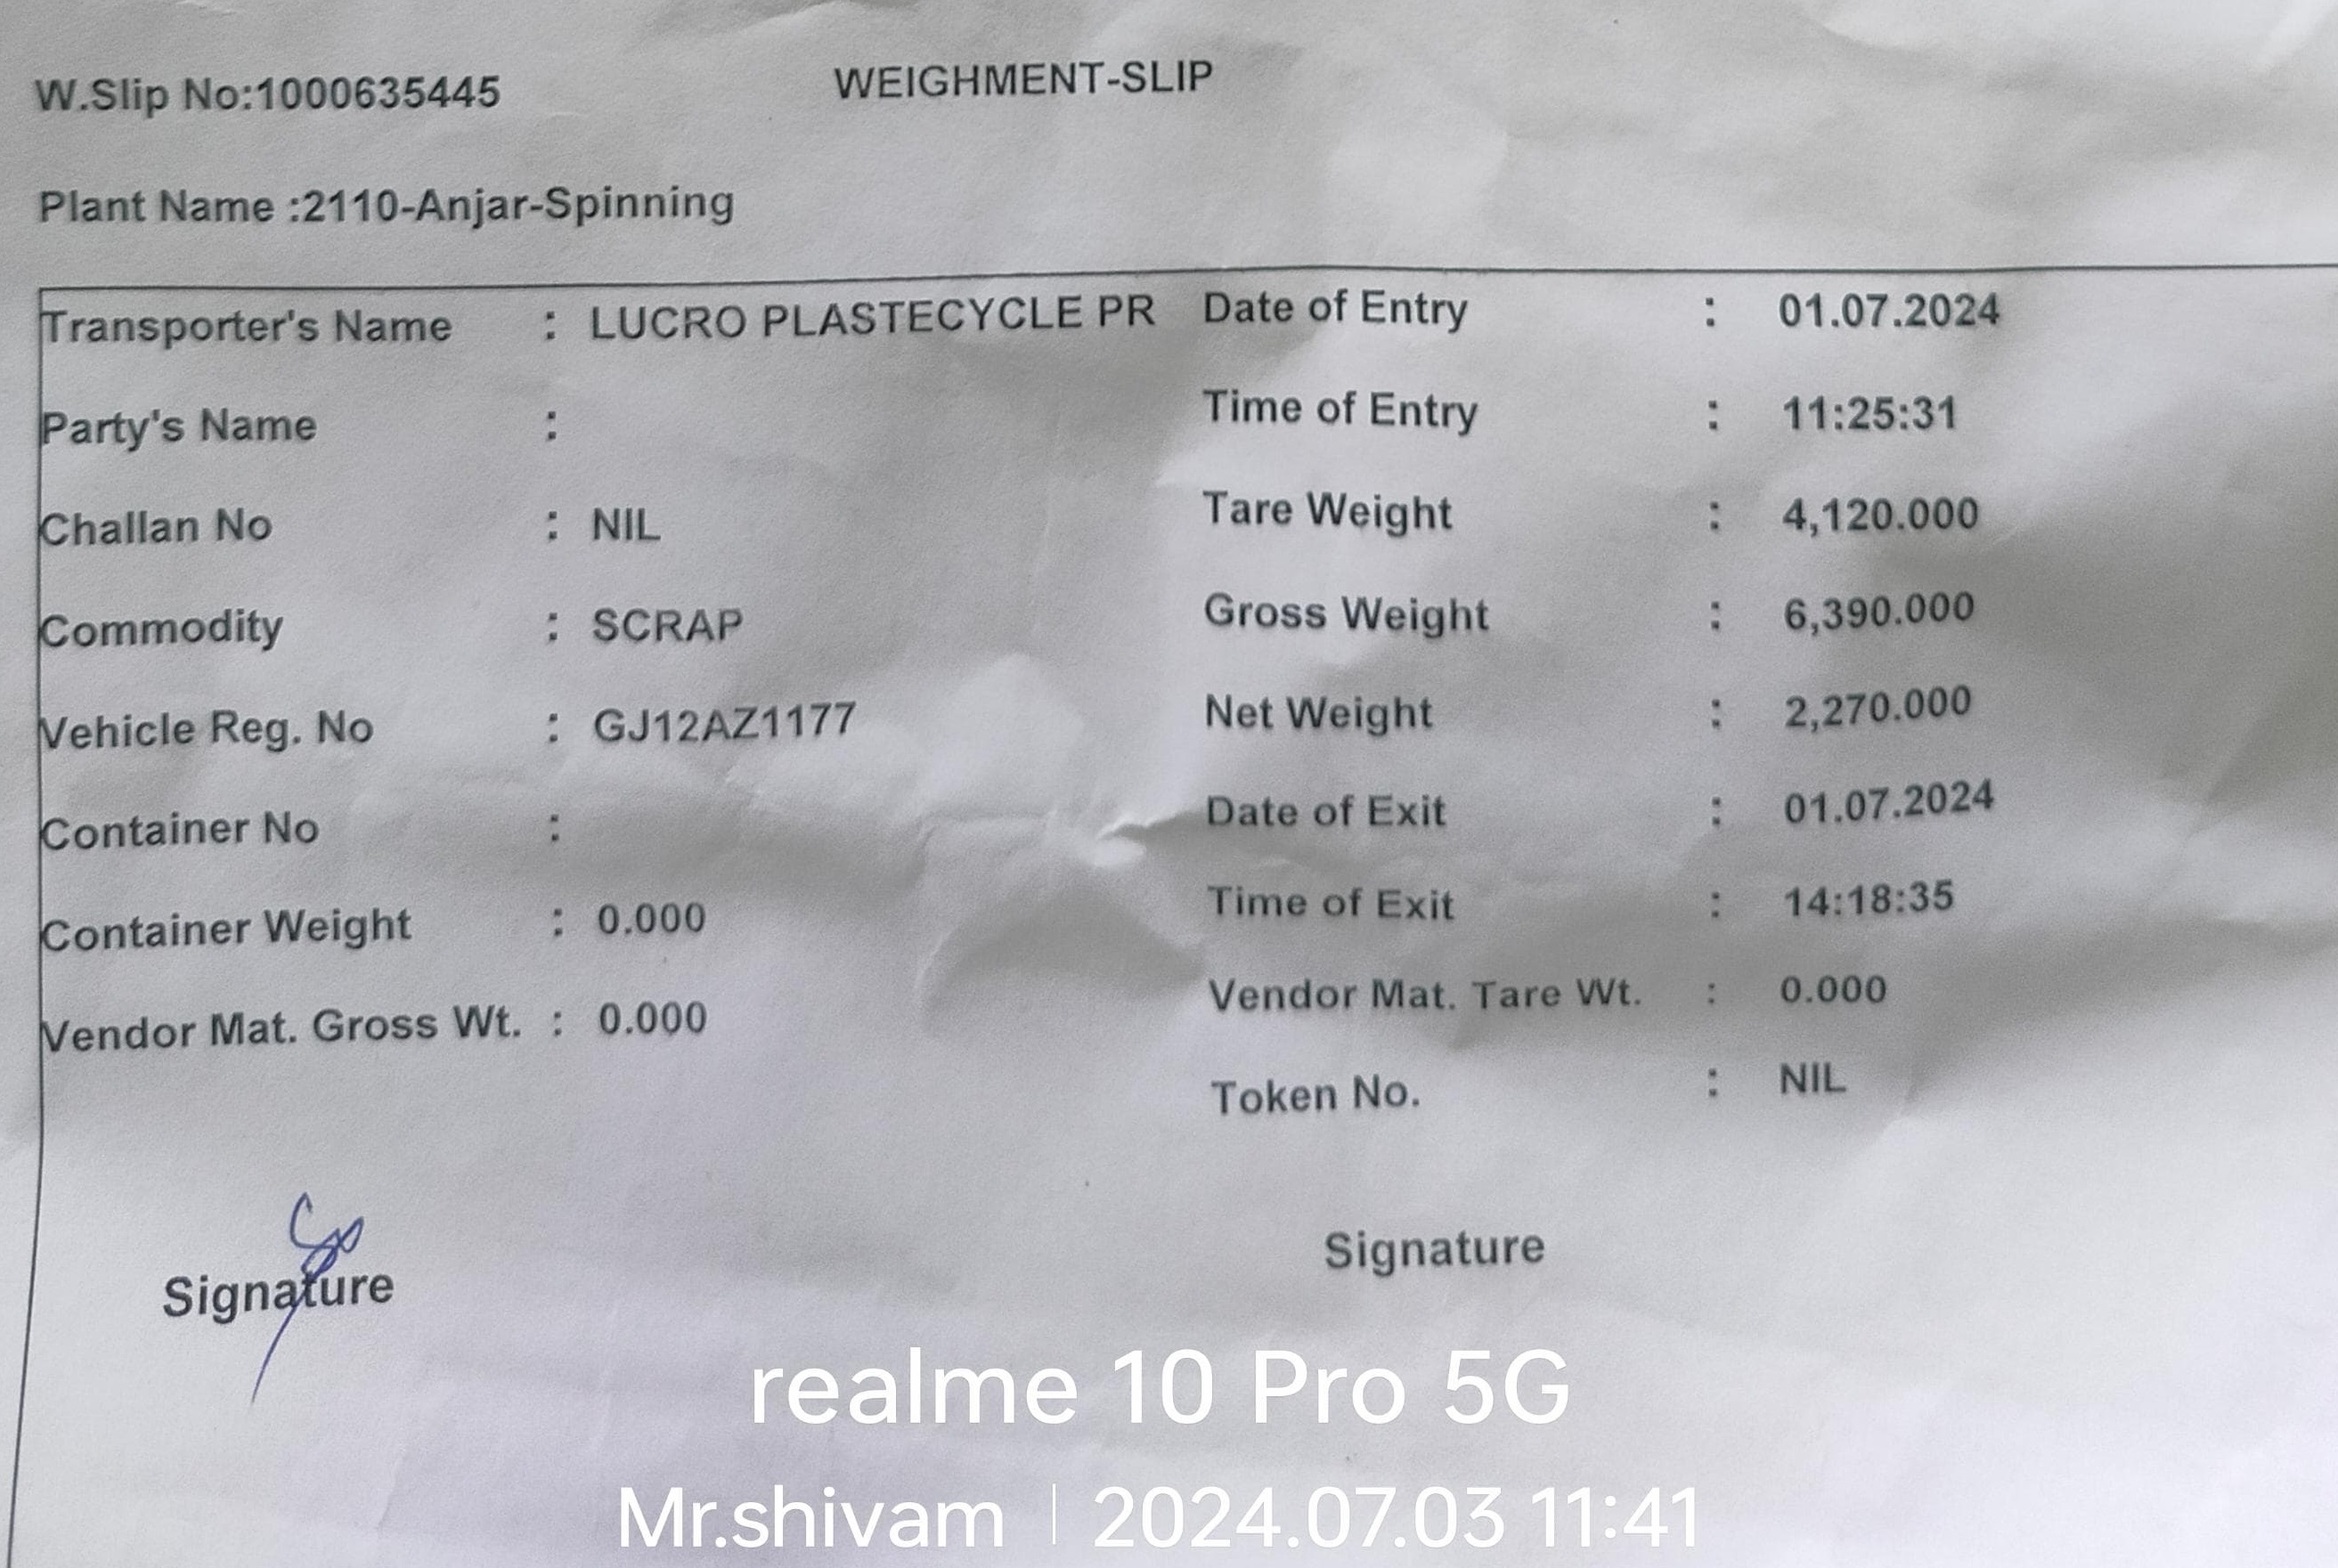 W.Slip No:1000635445 WEIGHMENT-SLIP
Plant Name :2110-Anjar-Spinning
Transporter's Name : LUCRO PLASTECYCLE PR Date of Entry : 01.07.2024
Party's Name : Time of Entry : 11:25:31
Challan No : NIL Tare Weight : 4,120.000
Commodity : SCRAP Gross Weight : 6,390.000
Vehicle Reg. No : GJ12AZ1177 Net Weight : 2,270.000
Container No : Date of Exit : 01.07.2024
Container Weight : 0.000 Time of Exit : 14:18:35
Vendor Mat. Gross Wt. : 0.000 Vendor Mat. Tare Wt. : 0.000
Token No. : NIL
Signature Signature
realme 10 Pro 5G
Mr.shivam | 2024.07.03 11:41